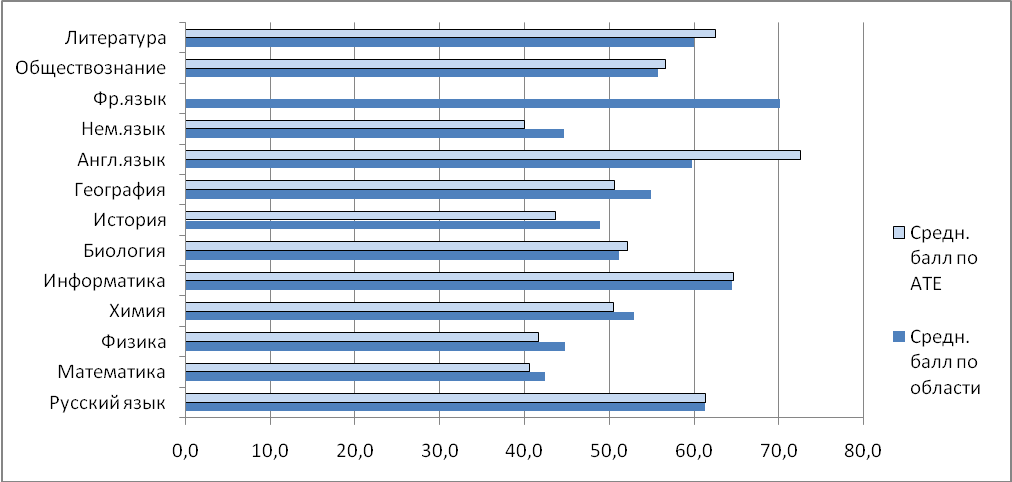 Литература
Обществознание
Фр.язык
Нем.язык
Англ.язык
География
История
Биология
Информатика
Химия
Физика
Математика
Русский язык
0,0 10,0 20,0 30,0 40,0 50,0 60,0 70,0 80,0
Средн.
балл по
АТЕ
Средн.
балл по
области